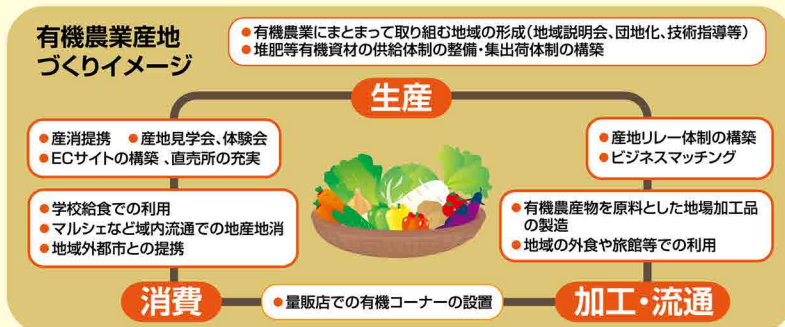 有機農業産地
づくりイメージ
●有機農業にまとまって取り組む地域の形成(地域説明会、団地化、技術指導等)
●堆肥等有機資材の供給体制の整備・集出荷体制の構築
生産
●産消提携 ●産地見学会、体験会
●ECサイトの構築 、直売所の充実
●産地リレー体制の構築
●ビジネスマッチング
●学校給食での利用
●マルシェなど域内流通での地産地消
●地域外都市との提携
●有機農産物を原料とした地場加工品
の製造
●地域の外食や旅館等での利用
消費
●量販店での有機コーナーの設置
加工・流通